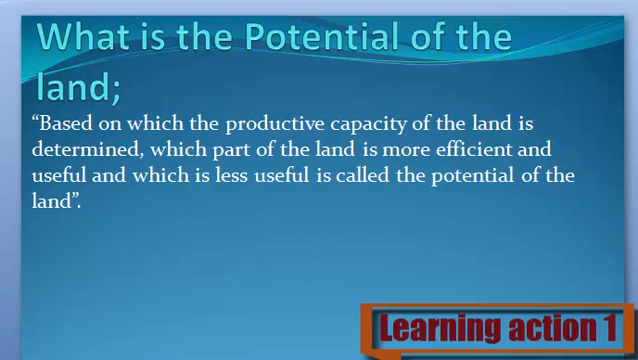 What is the Potential of the
land;
“Based on which the productive capacity of the land is
determined, which part of the land is more efficient and
useful and which is less useful is called the potential of the
land”.
Learning action 1